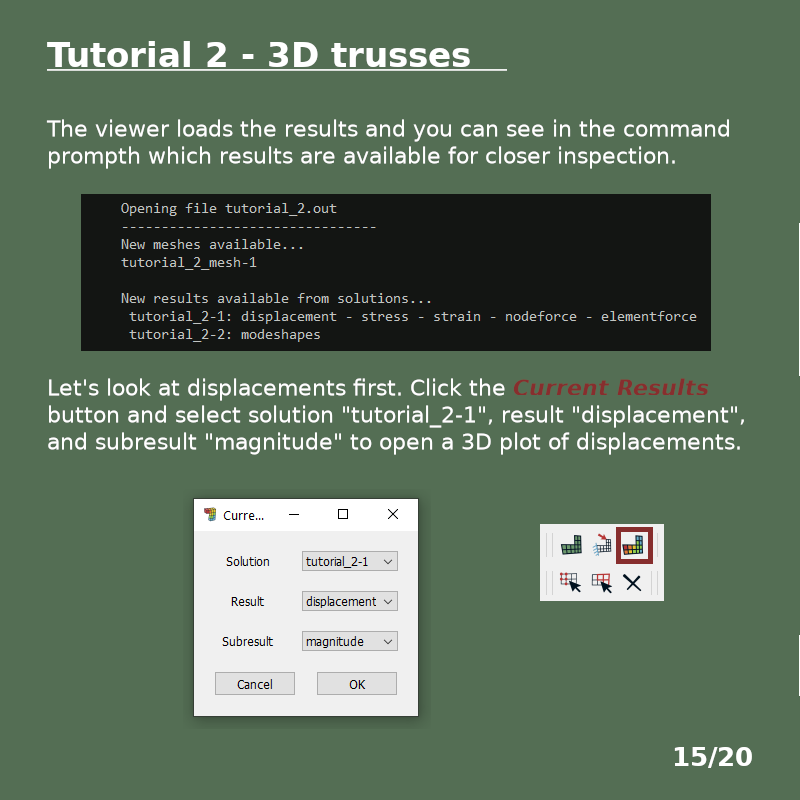 Tutorial 2 - 3D trusses
The viewer loads the results and you can see in the command
prompth which results are available for closer inspection.
Opening file tutorial_2.out
--------------------------------
New meshes available...
tutorial_2_mesh-1
New results available from solutions...
tutorial_2-1: displacement - stress - strain - nodeforce - elementforce
tutorial_2-2: modeshapes
Let's look at displacements first. Click the Current Results
button and select solution "tutorial_2-1", result "displacement",
and subresult "magnitude" to open a 3D plot of displacements.
Curre...
Solution tutorial_2-1
Result displacement
Subresult magnitude
Cancel OK
15/20